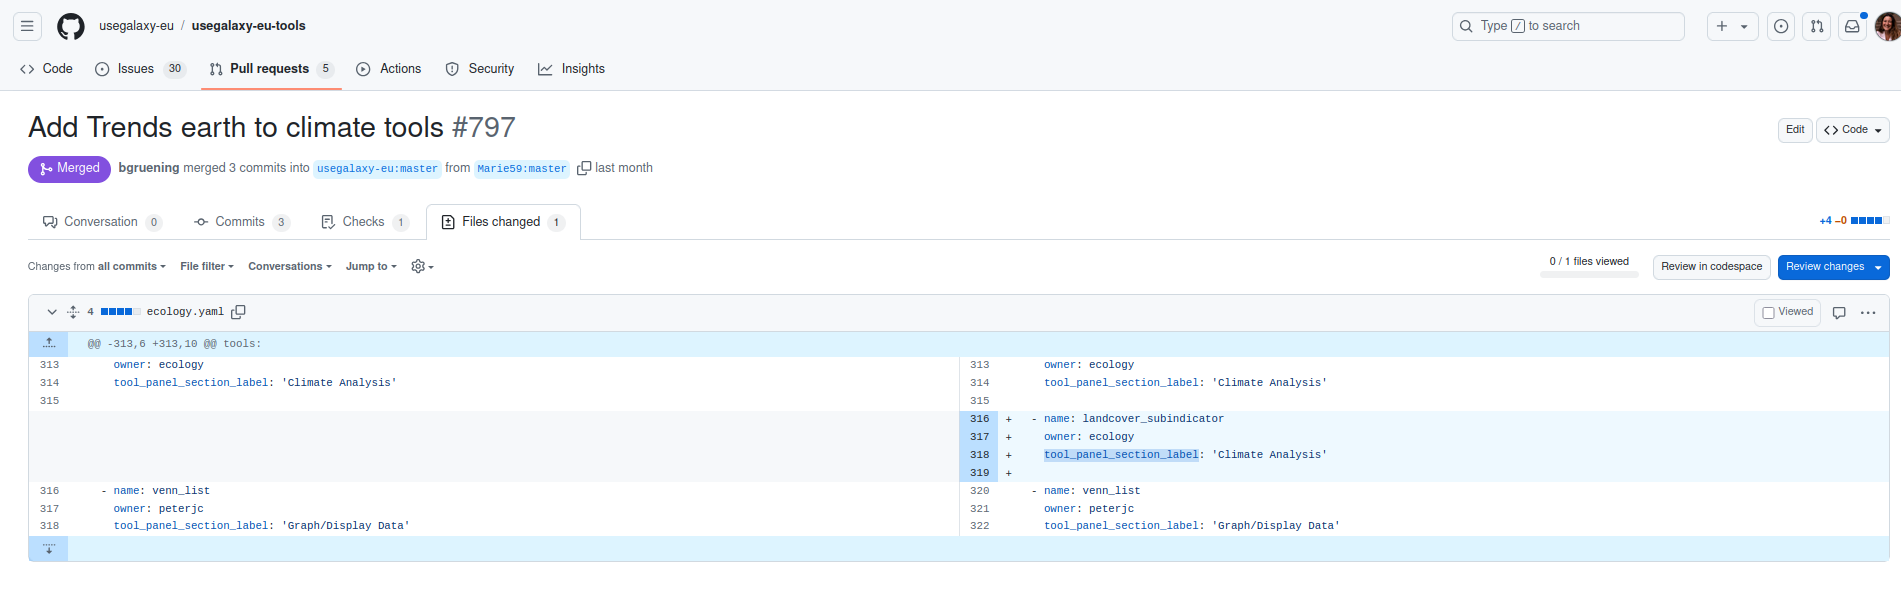 usegalaxy-eu / usegalaxy-eu-tools
Type / to search
Code Issues 30 Pull requests 5 Actions Security Insights
Add Trends earth to climate tools #797
Edit
Code
Merged bgruening merged 3 commits into usegalaxy-eu:master from Marie59:master last month
Conversation 0 Commits 3 Checks 1 Files changed 1
+4 −0
Changes from all commits File filter Conversations Jump to
0 / 1 files viewed
Review in codespace Review changes
4 ecology.yaml
Viewed
@@ -313,6 +313,10 @@ tools:
313 owner: ecology
314 tool_panel_section_label: 'Climate Analysis'
315
316 - name: venn_list
317 owner: peterjc
318 tool_panel_section_label: 'Graph/Display Data'
313 owner: ecology
314 tool_panel_section_label: 'Climate Analysis'
315
316 + - name: landcover_subindicator
317 + owner: ecology
318 + tool_panel_section_label: 'Climate Analysis'
319 +
320 - name: venn_list
321 owner: peterjc
322 tool_panel_section_label: 'Graph/Display Data'